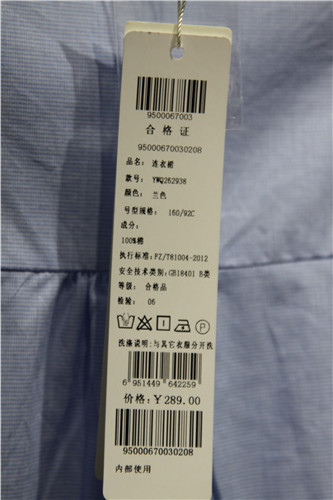 9500067003
合格证
95000670030208
品名: 连衣裙
款号: YWQ262938
颜色: 兰色
号型规格: 160/92C
成分:
100%棉
执行标准:FZ/T81004-2012
安全技术类别:GB18401 B类
等级: 合格品
检验: 06
洗涤说明:与其它衣服分开洗
6 951449 642259
价格:￥289.00
95000670030208
内部使用